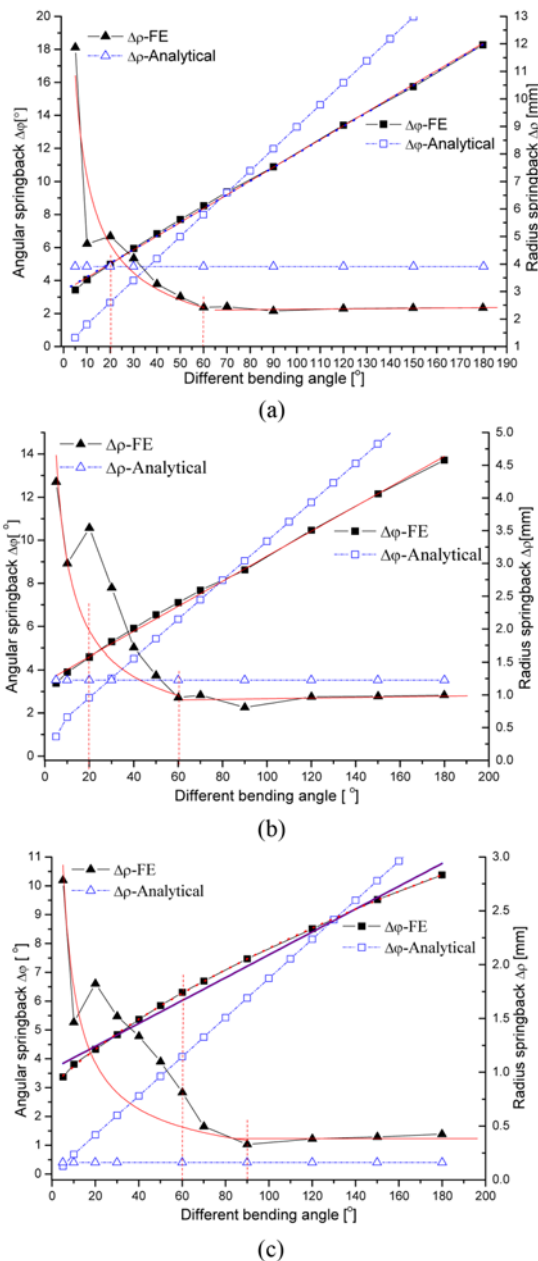 Δρ-FE
Δρ-Analytical
Δφ-FE
Δφ-Analytical
Angular springback Δφ[°]
Radius springback Δρ [mm]
20
18
16
14
12
10
8
6
4
2
0
13
12
11
10
9
8
7
6
5
4
3
2
1
0 10 20 30 40 50 60 70 80 90 100 110 120 130 140 150 160 170 180 190
Different bending angle [°]
(a)
Δρ-FE
Δρ-Analytical
Δφ-FE
Δφ-Analytical
Angular springback Δφ[°]
Radius springback Δρ[mm]
14
12
10
8
6
4
2
0
5.0
4.5
4.0
3.5
3.0
2.5
2.0
1.5
1.0
0.5
0.0
0 20 40 60 80 100 120 140 160 180 200
Different bending angle [°]
(b)
Δρ-FE
Δρ-Analytical
Δφ-FE
Δφ-Analytical
Angular springback Δφ [°]
Radius springback Δρ [mm]
11
10
9
8
7
6
5
4
3
2
1
0
3.0
2.5
2.0
1.5
1.0
0.5
0.0
0 20 40 60 80 100 120 140 160 180 200
Different bending angle [°]
(c)